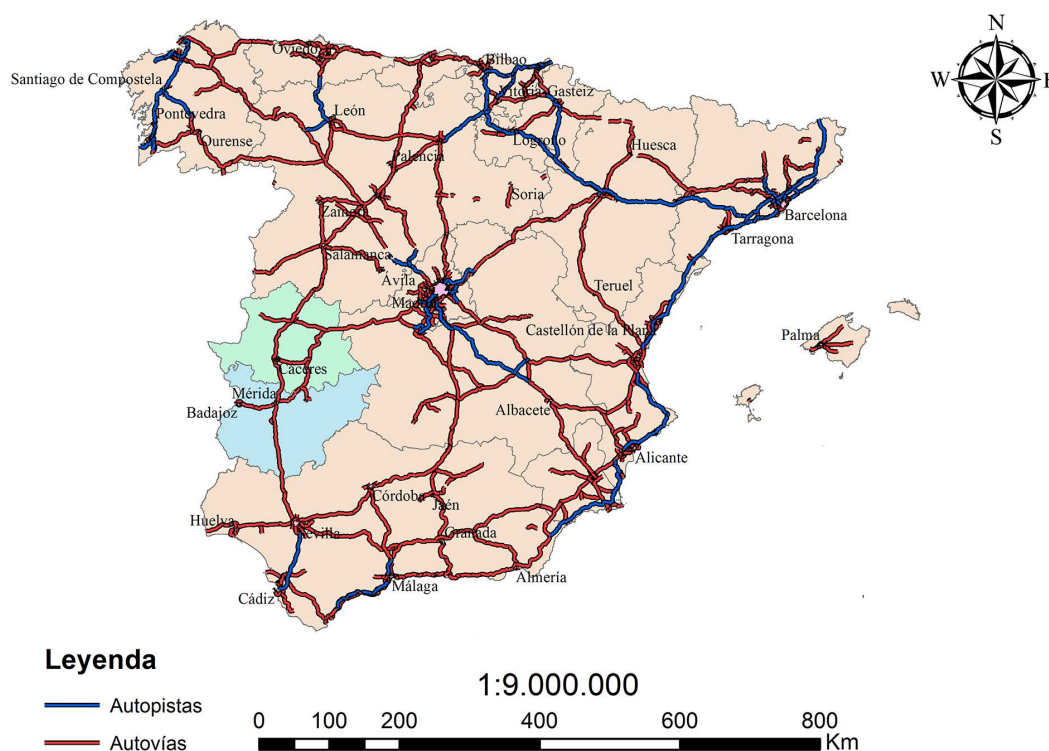 N
W
E
S
Oviedo
Bilbao
Santiago de Compostela
Vitoria-Gasteiz
Pontevedra
León
Ourense
Logroño
Huesca
Palencia
Soria
Zamora
Barcelona
Tarragona
Salamanca
Ávila
Teruel
Madrid
Castellón de la Plana
Palma
Cáceres
Mérida
Badajoz
Albacete
Alicante
Córdoba
Jaén
Huelva
Sevilla
Granada
Almería
Málaga
Cádiz
Leyenda
1:9.000.000
Autopistas
0 100 200 400 600 800
Km
Autovías